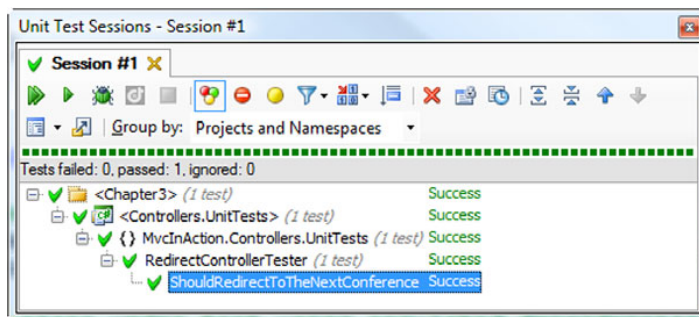 Unit Test Sessions - Session #1
Session #1
Group by: Projects and Namespaces
Tests failed: 0, passed: 1, ignored: 0
<Chapter3> (1 test) Success
<Controllers.UnitTests> (1 test) Success
{} MvcInAction.Controllers.UnitTests (1 test) Success
RedirectControllerTester (1 test) Success
ShouldRedirectToTheNextConference Success